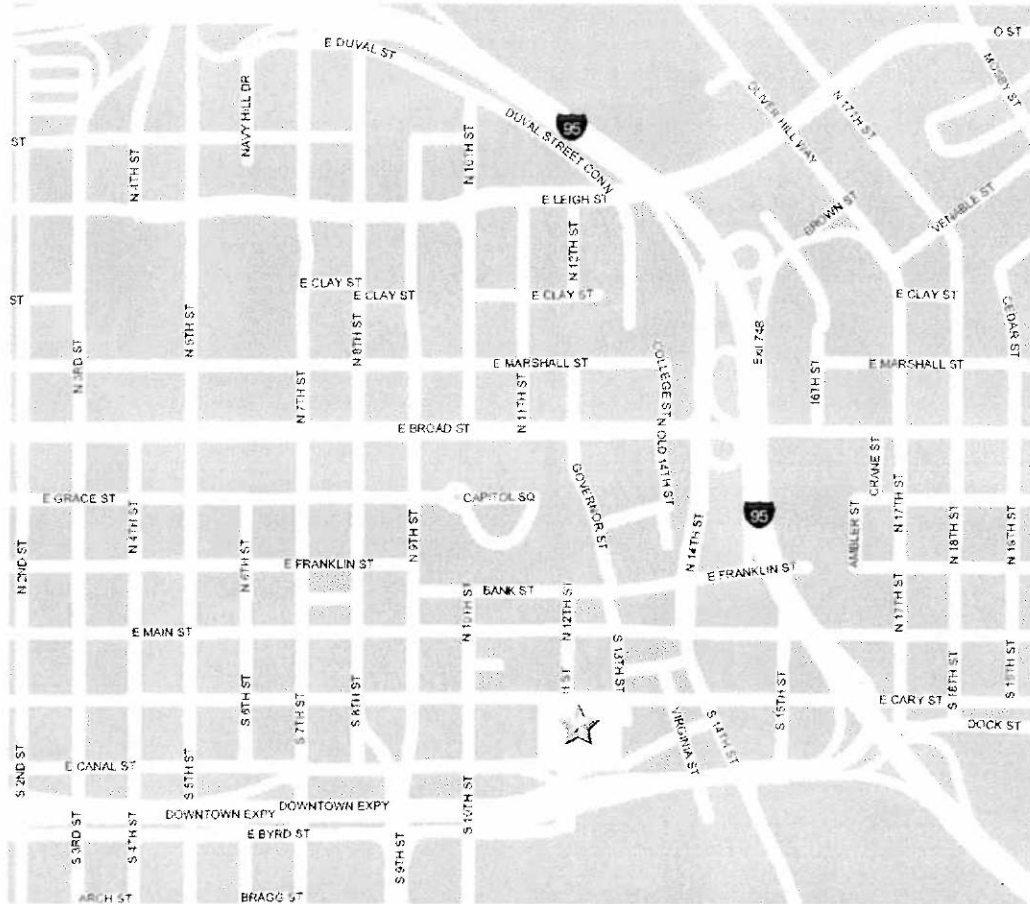 E DUVAL ST
O ST
MOSBY ST
NAVY HILL DR
OLIVER HILL WAY
N 17TH ST
95
DUVAL STREET CONN
ST
N 4TH ST
N 10TH ST
E LEIGH ST
BROWN ST
VENABLE ST
N 12TH ST
E CLAY ST
E CLAY ST
E CLAY ST
E CLAY ST
ST
CEDAR ST
N 3RD ST
N 5TH ST
N 8TH ST
Exit 74B
E MARSHALL ST
E MARSHALL ST
COLLEGE ST
16TH ST
N 7TH ST
N 11TH ST
E BROAD ST
N OLD 14TH ST
CRANE ST
GOVERNOR ST
E GRACE ST
CAPITOL SQ
N 4TH ST
N 9TH ST
95
N 17TH ST
N 18TH ST
N 19TH ST
N 14TH ST
AMBLER ST
N 2ND ST
N 6TH ST
E FRANKLIN ST
E FRANKLIN ST
BANK ST
N 10TH ST
N 12TH ST
N 17TH ST
E MAIN ST
S 13TH ST
S 6TH ST
S 7TH ST
S 8TH ST
ST
S 15TH ST
S 18TH ST
S 19TH ST
E CARY ST
VIRGINIA ST
S 14TH ST
DOCK ST
S 2ND ST
E CANAL ST
S 5TH ST
S 10TH ST
DOWNTOWN EXPY
DOWNTOWN EXPY
E BYRD ST
S 3RD ST
S 4TH ST
S 9TH ST
ARCH ST
BRAGG ST